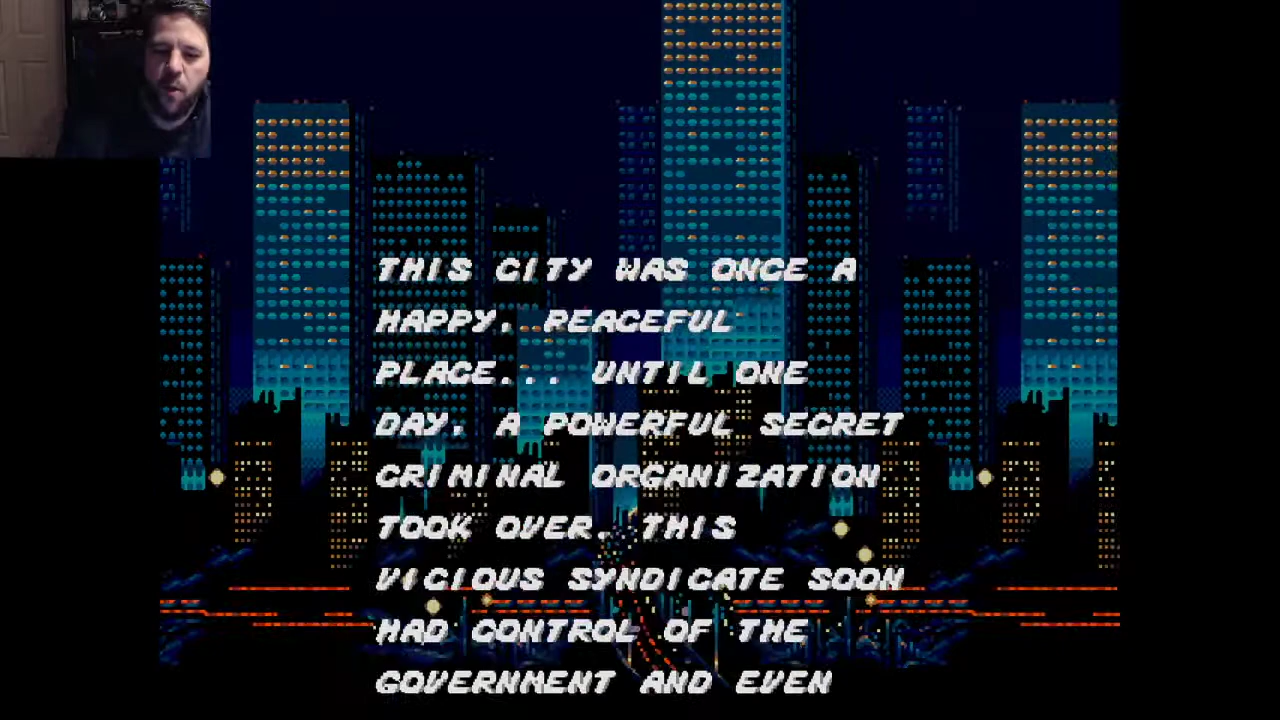 THIS CITY WAS ONCE A
HAPPY, PEACEFUL
PLACE... UNTIL ONE
DAY, A POWERFUL SECRET
CRIMINAL ORGANIZATION
TOOK OVER. THIS
VICIOUS SYNDICATE SOON
HAD CONTROL OF THE
GOVERNMENT AND EVEN